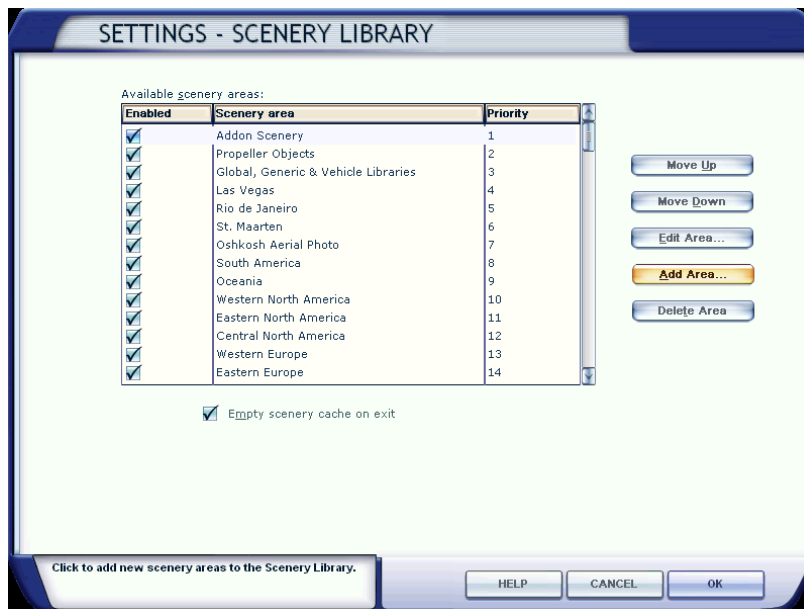 SETTINGS - SCENERY LIBRARY
Available scenery areas:
Enabled Scenery area Priority
Addon Scenery 1
Propeller Objects 2
Global, Generic & Vehicle Libraries 3
Las Vegas 4
Rio de Janeiro 5
St. Maarten 6
Oshkosh Aerial Photo 7
South America 8
Oceania 9
Western North America 10
Eastern North America 11
Central North America 12
Western Europe 13
Eastern Europe 14
Move Up
Move Down
Edit Area...
Add Area...
Delete Area
Empty scenery cache on exit
Click to add new scenery areas to the Scenery Library.
HELP CANCEL OK